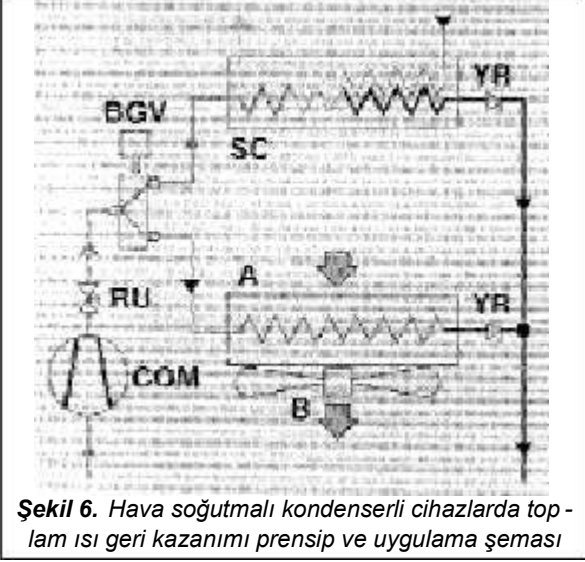 YR
BGV
SC
A
RU
YR
COM
B
Şekil 6. Hava soğutmalı kondenserli cihazlarda top -
lam ısı geri kazanımı prensip ve uygulama şeması